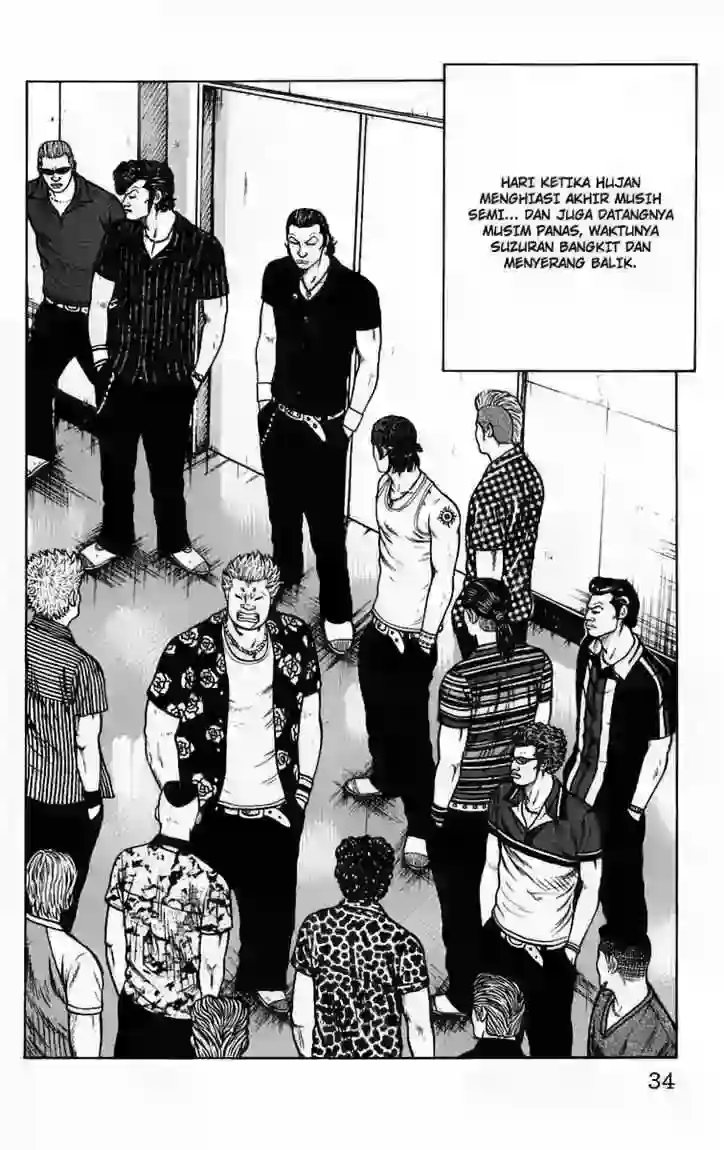 HARI KETIKA HUJAN
MENGHIASI AKHIR MUSIH
SEMI... DAN JUGA DATANGNYA
MUSIM PANAS, WAKTUNYA
SUZURAN BANGKIT DAN
MENYERANG BALIK.
34